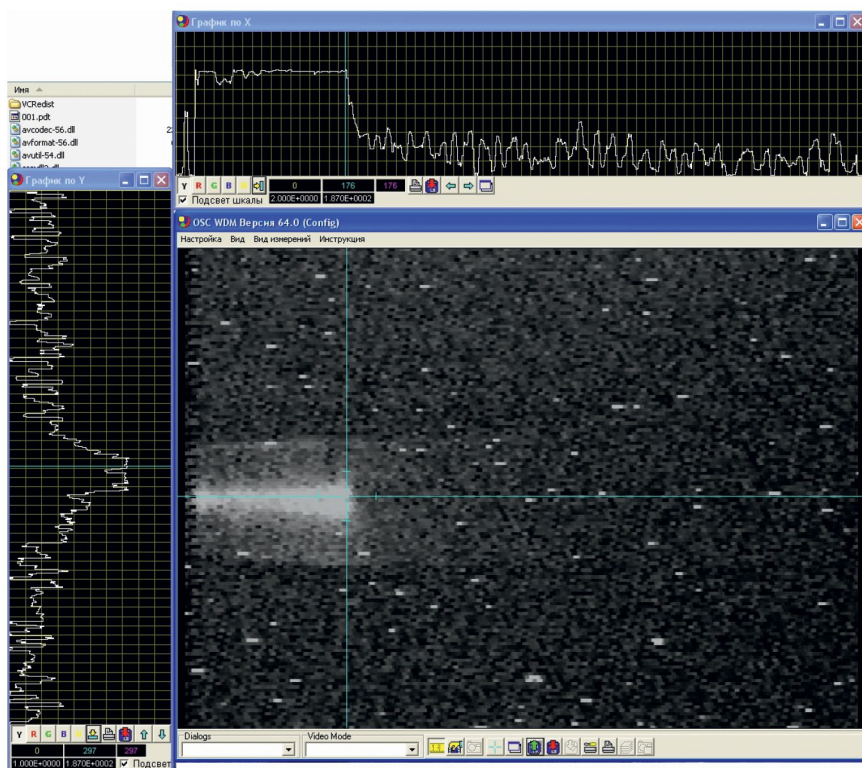 График по X
Имя
VCRedist
001.pdt
avcodec-56.dll
avformat-56.dll
avutil-54.dll
Y R G B
0 176 176
Подсвет шкалы 2.000E+0000 1.870E+0002
График по Y
OSC WDM Версия 64.0 (Config)
Настройка Вид Вид измерений Инструкция
Y R G B
0 297 297
1.000E+0000 1.870E+0002 Подсвет
Dialogs
Video Mode